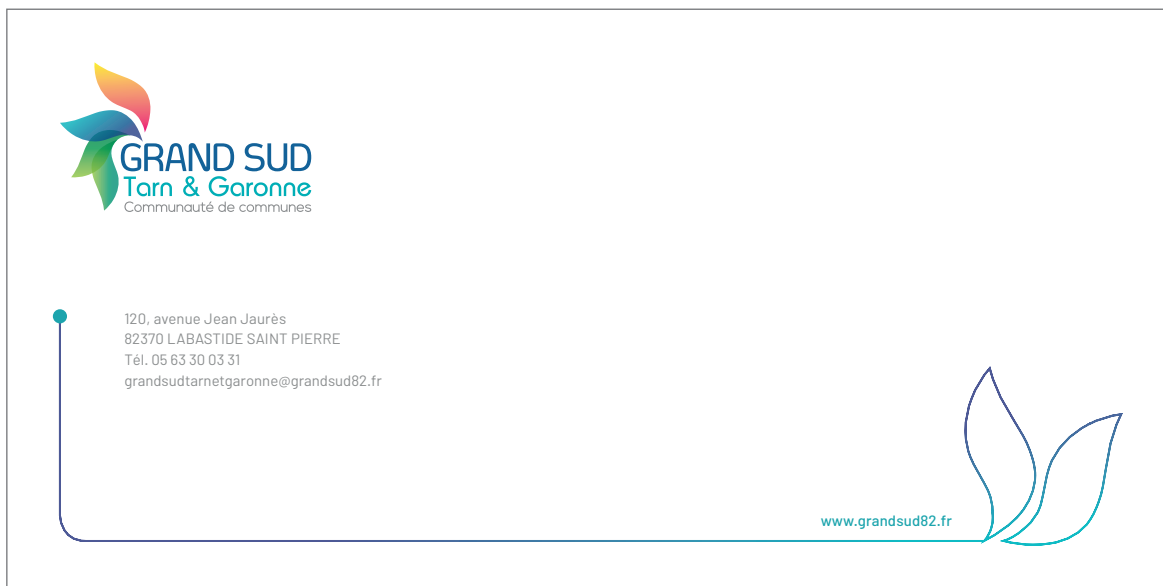 GRAND SUD
Tarn & Garonne
Communauté de communes
120, avenue Jean Jaurès
82370 LABASTIDE SAINT PIERRE
Tél. 05 63 30 03 31
grandsudtarnetgaronne@grandsud82.fr
www.grandsud82.fr